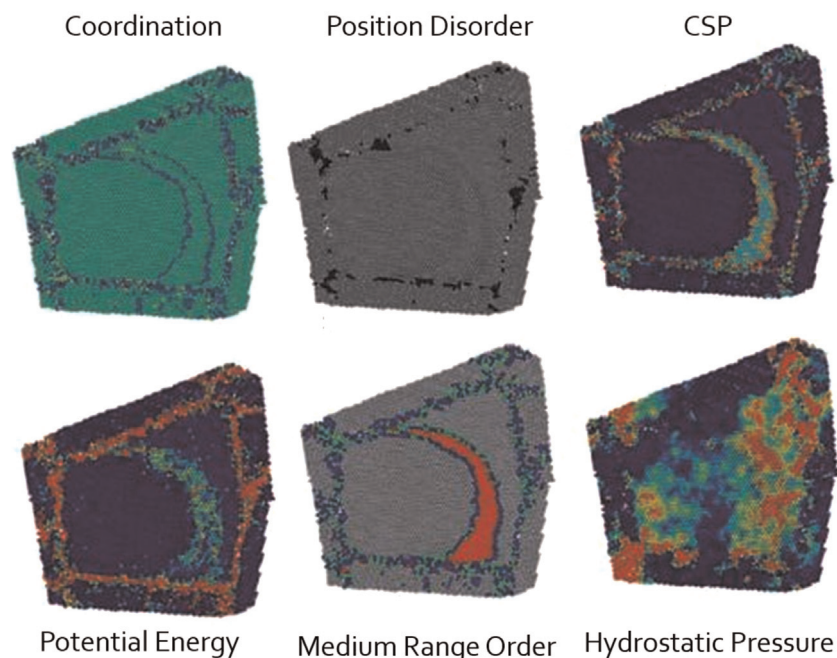 Coordination
Position Disorder
CSP
Potential Energy
Medium Range Order
Hydrostatic Pressure